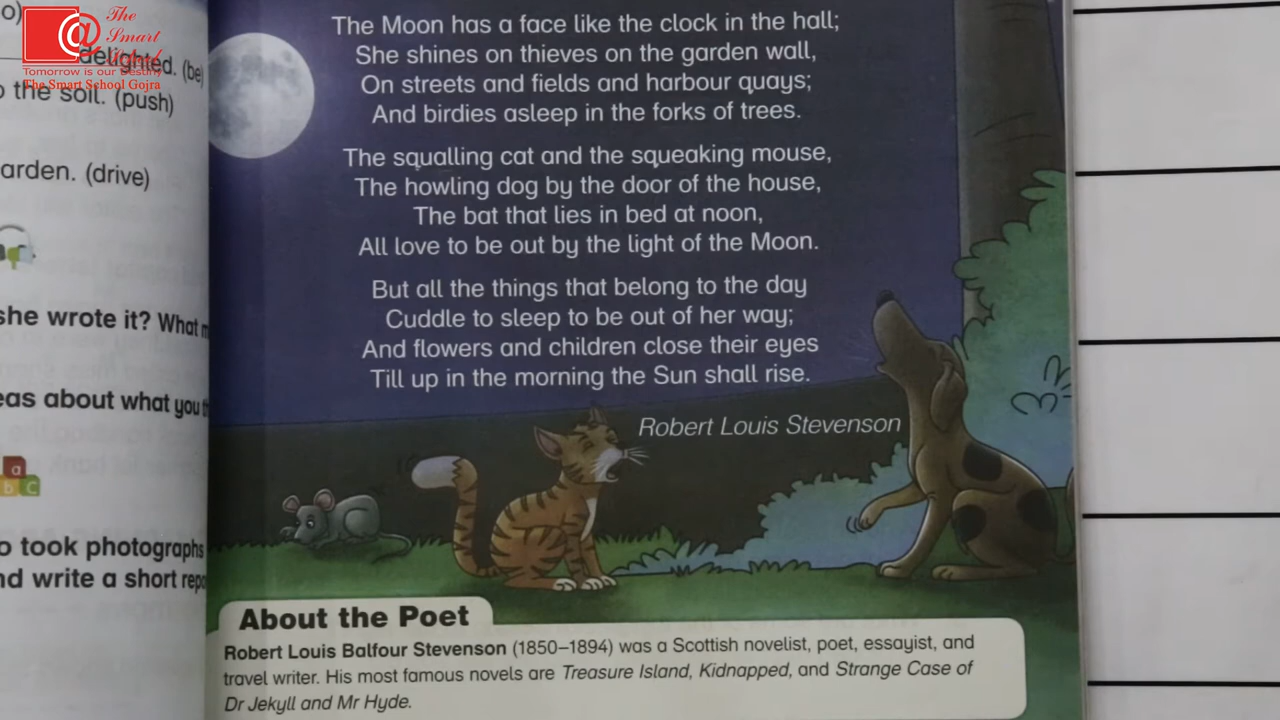 The
Smart
School
Tomorrow is our Destiny
The Smart School Gojra
o)
delighted. (be)
o the soil. (push)
arden. (drive)
she wrote it? What
eas about what you
a
b c
o took photographs
nd write a short repo
The Moon has a face like the clock in the hall;
She shines on thieves on the garden wall,
On streets and fields and harbour quays;
And birdies asleep in the forks of trees.
The squalling cat and the squeaking mouse,
The howling dog by the door of the house,
The bat that lies in bed at noon,
All love to be out by the light of the Moon.
But all the things that belong to the day
Cuddle to sleep to be out of her way;
And flowers and children close their eyes
Till up in the morning the Sun shall rise.
Robert Louis Stevenson
About the Poet
Robert Louis Balfour Stevenson (1850–1894) was a Scottish novelist, poet, essayist, and
travel writer. His most famous novels are Treasure Island, Kidnapped, and Strange Case of
Dr Jekyll and Mr Hyde.